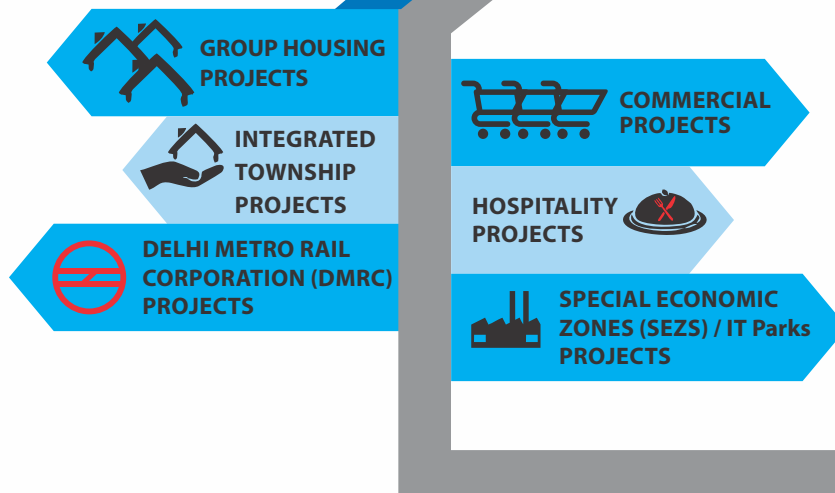 GROUP HOUSING
PROJECTS
INTEGRATED
TOWNSHIP
PROJECTS
DELHI METRO RAIL
CORPORATION (DMRC)
PROJECTS
COMMERCIAL
PROJECTS
HOSPITALITY
PROJECTS
SPECIAL ECONOMIC
ZONES (SEZS) / IT Parks
PROJECTS